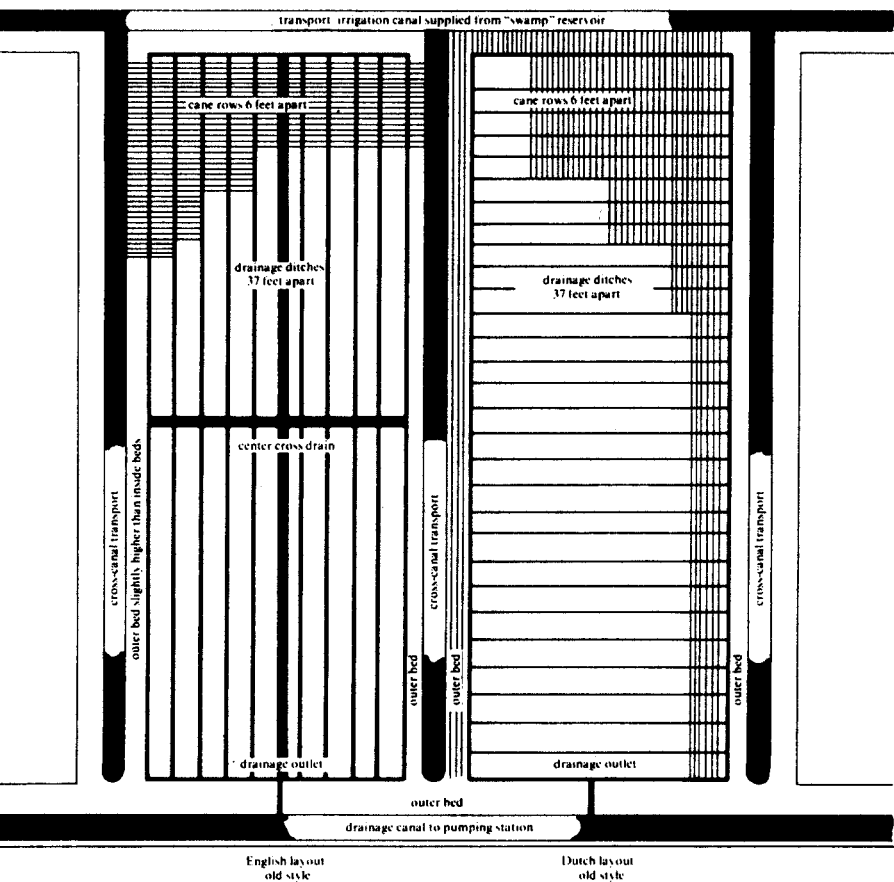 transport irrigation canal supplied from "swamp" reservoir
cane rows 6 feet apart
cane rows 6 feet apart
drainage ditches
37 feet apart
drainage ditches
37 feet apart
center cross drain
cross-canal transport
outer bed slightly higher than inside beds
cross-canal transport
cross-canal transport
outer bed
outer bed
outer bed
drainage outlet
drainage outlet
outer bed
drainage canal to pumping station
English layout
old style
Dutch layout
old style